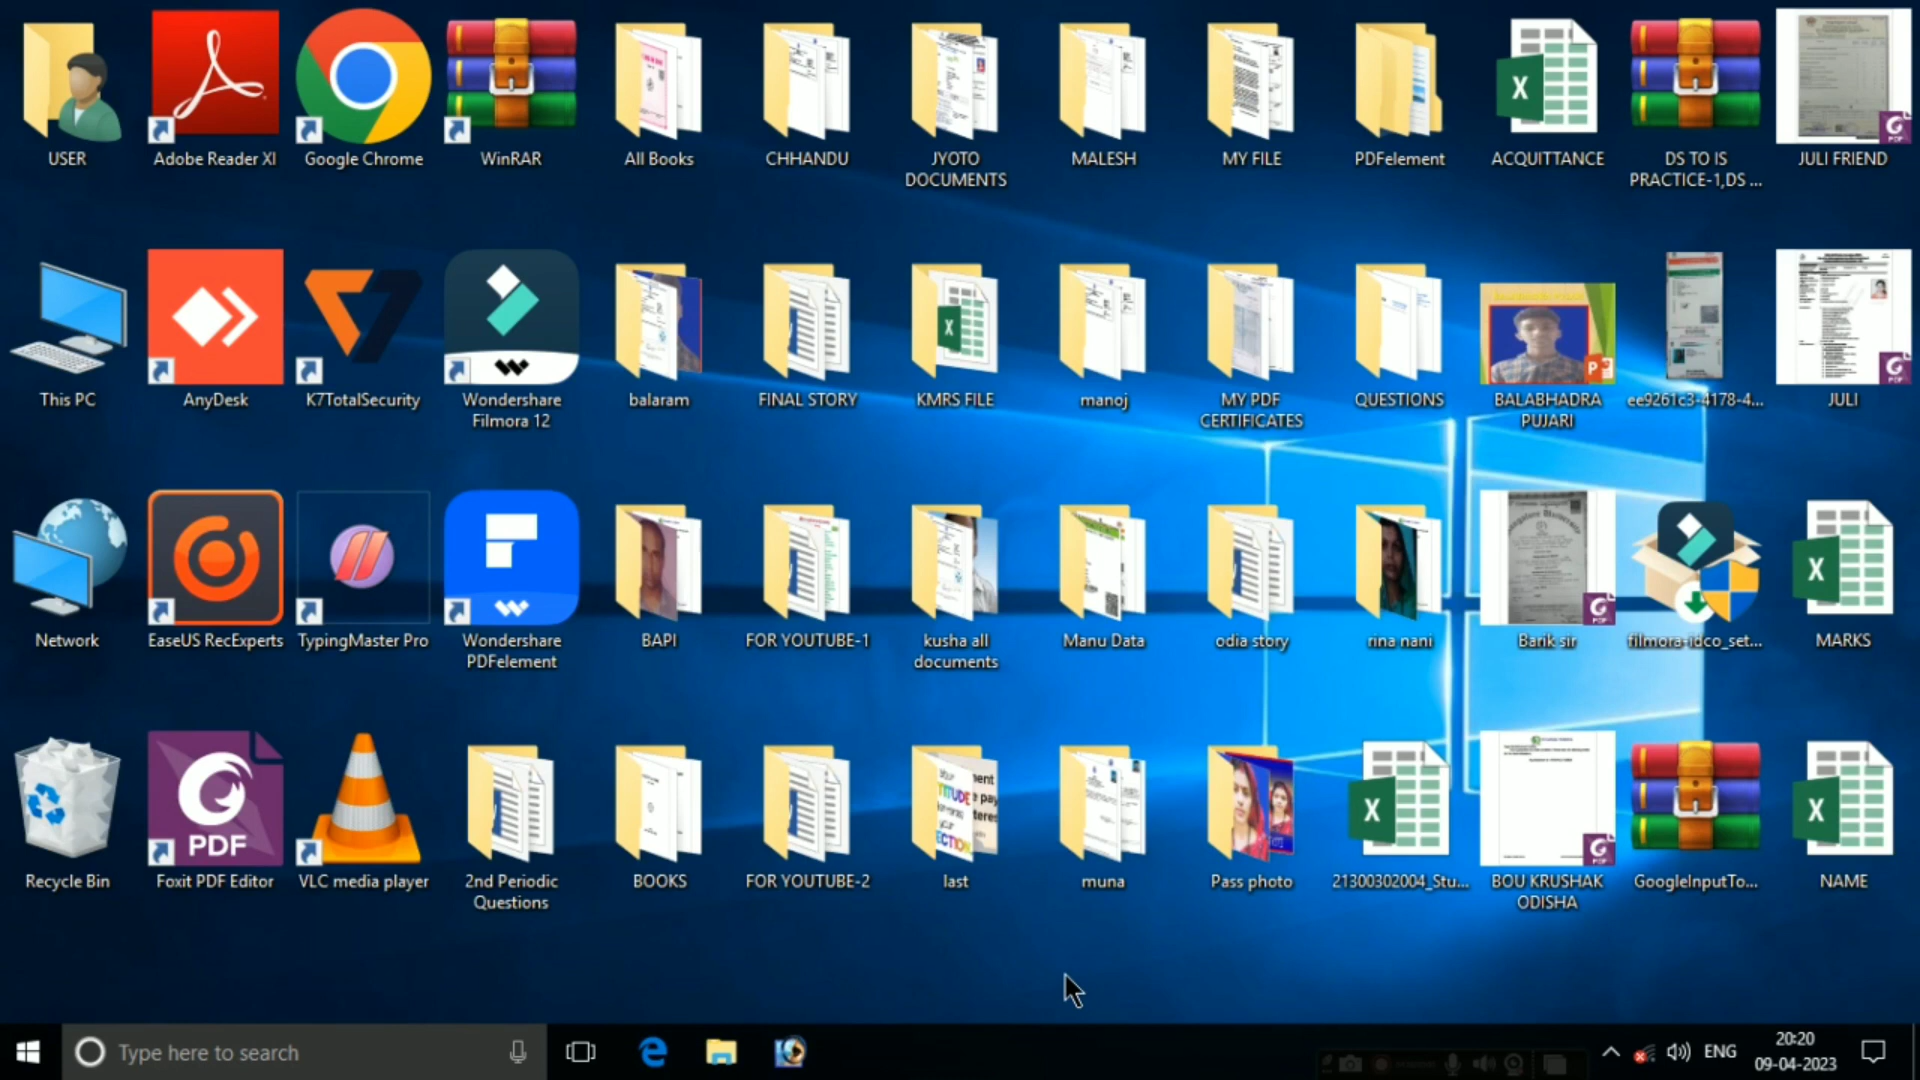 USER
Adobe Reader XI
Google Chrome
WinRAR
All Books
CHHANDU
JYOTO
DOCUMENTS
MALESH
MY FILE
PDFelement
ACQUITTANCE
DS TO IS
PRACTICE-1,DS ...
JULI FRIEND
This PC
AnyDesk
K7TotalSecurity
Wondershare
Filmora 12
balaram
FINAL STORY
KMRS FILE
manoj
MY PDF
CERTIFICATES
QUESTIONS
BALABHADRA
PUJARI
ee9261c3-4178-4...
JULI
Network
EaseUS RecExperts
TypingMaster Pro
Wondershare
PDFelement
BAPI
FOR YOUTUBE-1
kusha all
documents
Manu Data
odia story
rina nani
Barik sir
filmora-idco_set...
MARKS
Recycle Bin
PDF
Foxit PDF Editor
VLC media player
2nd Periodic
Questions
BOOKS
FOR YOUTUBE-2
last
muna
Pass photo
21300302004_Stu...
BOU KRUSHAK
ODISHA
GoogleInputTo...
NAME
Type here to search
ENG
20:20
09-04-2023